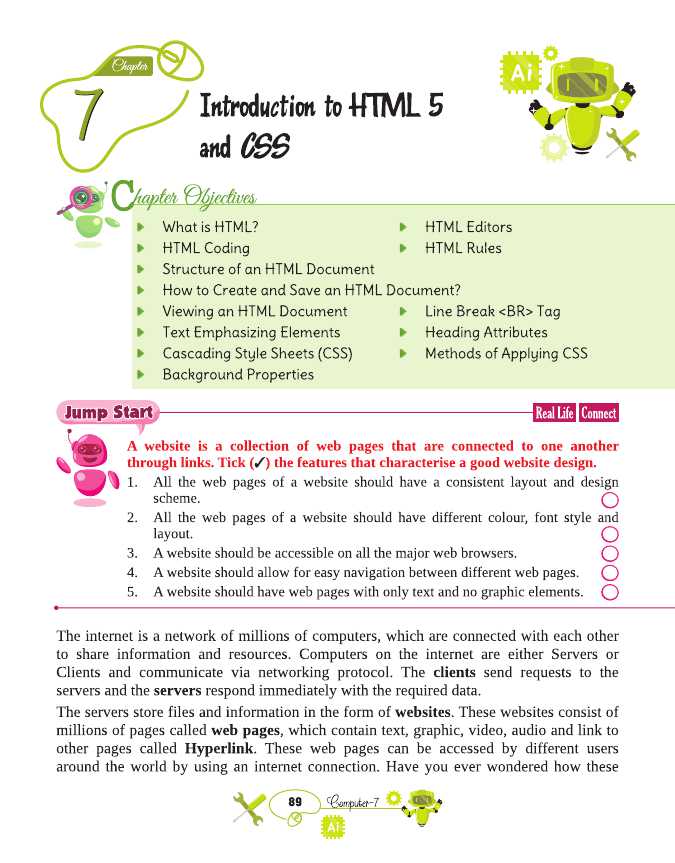 Chapter
7
Introduction to HTML 5
and CSS
Ai
Chapter Objectives
What is HTML?
HTML Editors
HTML Coding
HTML Rules
Structure of an HTML Document
How to Create and Save an HTML Document?
Viewing an HTML Document
Line Break <BR> Tag
Text Emphasizing Elements
Heading Attributes
Cascading Style Sheets (CSS)
Methods of Applying CSS
Background Properties
Jump Start
Real Life Connect
A website is a collection of web pages that are connected to one another
through links. Tick (✓) the features that characterise a good website design.
1. All the web pages of a website should have a consistent layout and design
scheme.
2. All the web pages of a website should have different colour, font style and
layout.
3. A website should be accessible on all the major web browsers.
4. A website should allow for easy navigation between different web pages.
5. A website should have web pages with only text and no graphic elements.
The internet is a network of millions of computers, which are connected with each other
to share information and resources. Computers on the internet are either Servers or
Clients and communicate via networking protocol. The clients send requests to the
servers and the servers respond immediately with the required data.
The servers store files and information in the form of websites. These websites consist of
millions of pages called web pages, which contain text, graphic, video, audio and link to
other pages called Hyperlink. These web pages can be accessed by different users
around the world by using an internet connection. Have you ever wondered how these
89
Computer-7
Ai